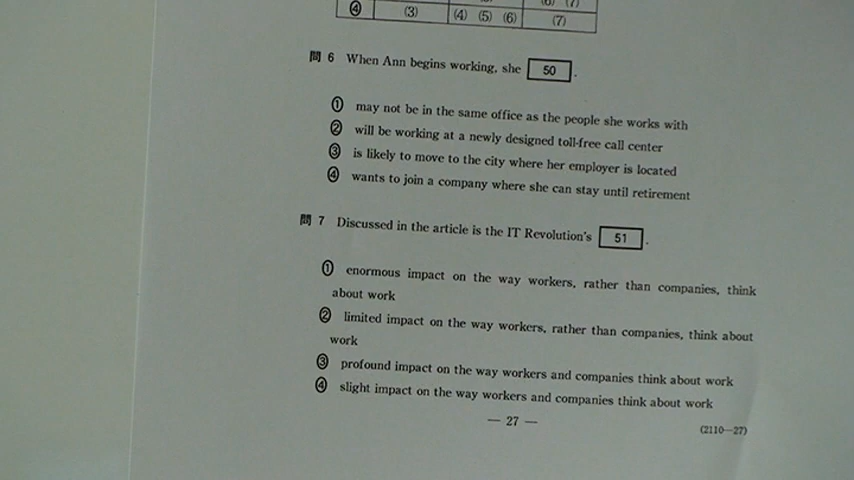 (6) (7)
④ (3) (4) (5) (6) (7)
問 6 When Ann begins working, she 50 .
① may not be in the same office as the people she works with
② will be working at a newly designed toll-free call center
③ is likely to move to the city where her employer is located
④ wants to join a company where she can stay until retirement
問 7 Discussed in the article is the IT Revolution's 51 .
① enormous impact on the way workers, rather than companies, think
about work
② limited impact on the way workers, rather than companies, think about
work
③ profound impact on the way workers and companies think about work
④ slight impact on the way workers and companies think about work
— 27 —
(2110—27)